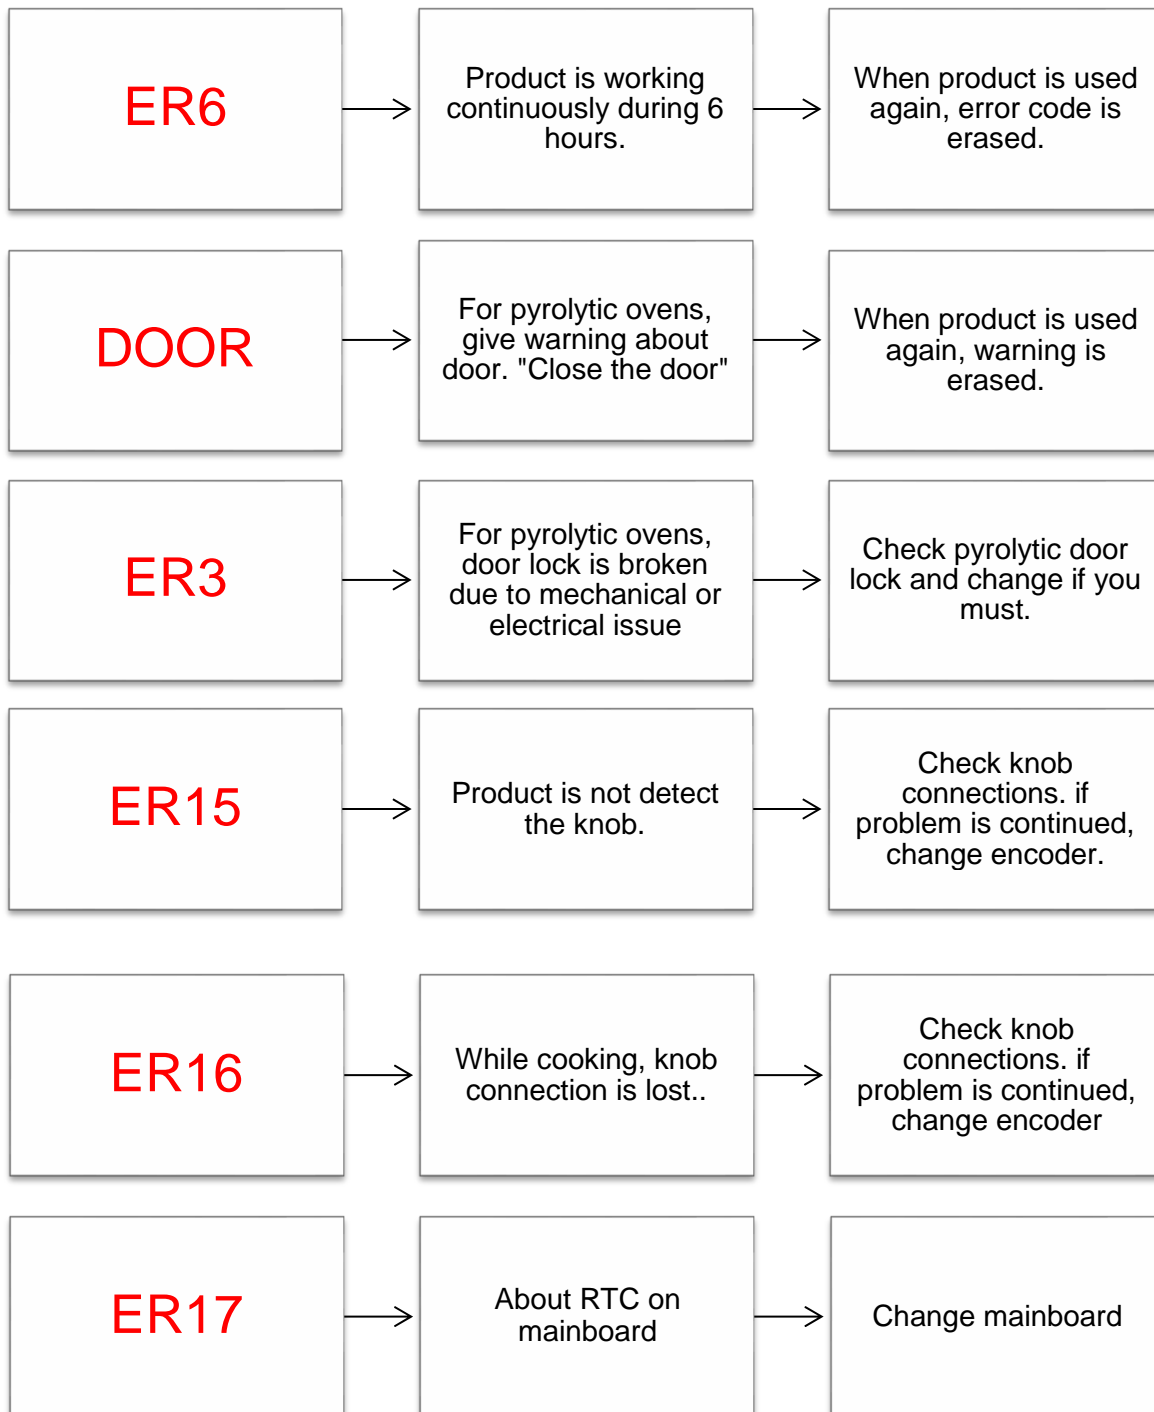 ER6
Product is working
continuously during 6
hours.
When product is used
again, error code is
erased.
DOOR
For pyrolytic ovens,
give warning about
door. "Close the door"
When product is used
again, warning is
erased.
ER3
For pyrolytic ovens,
door lock is broken
due to mechanical or
electrical issue
Check pyrolytic door
lock and change if you
must.
ER15
Product is not detect
the knob.
Check knob
connections. if
problem is continued,
change encoder.
ER16
While cooking, knob
connection is lost..
Check knob
connections. if
problem is continued,
change encoder
ER17
About RTC on
mainboard
Change mainboard